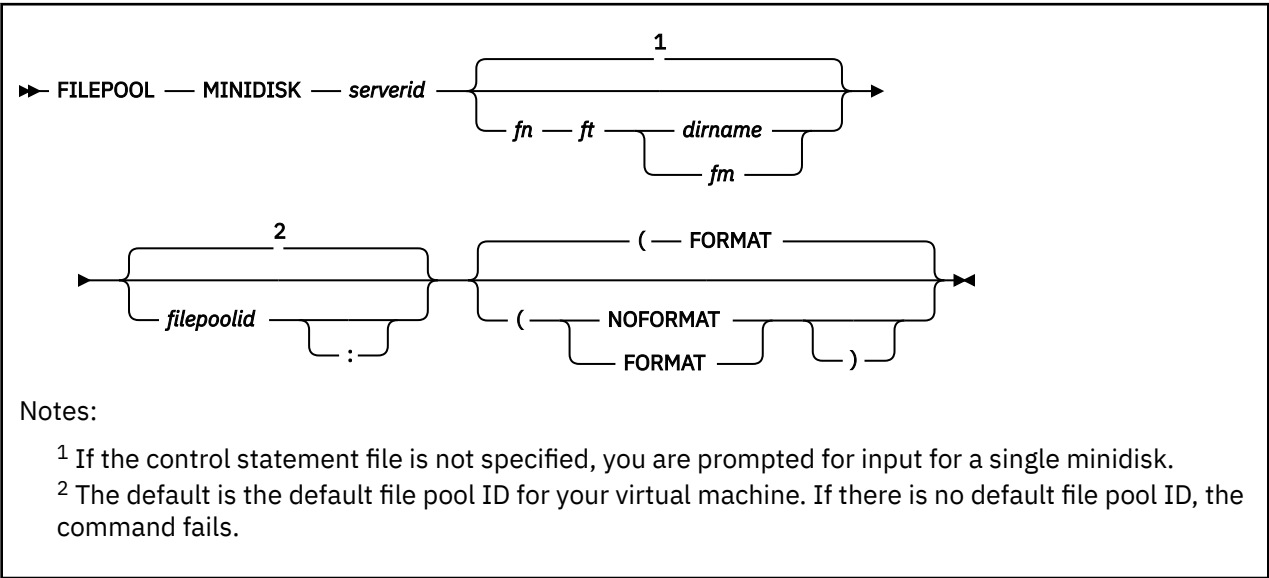 1
FILEPOOL MINIDISK serverid
fn ft dirname
fm
2
( FORMAT
filepoolid ( NOFORMAT
: FORMAT )
Notes:
1 If the control statement file is not specified, you are prompted for input for a single minidisk.
2 The default is the default file pool ID for your virtual machine. If there is no default file pool ID, the
command fails.